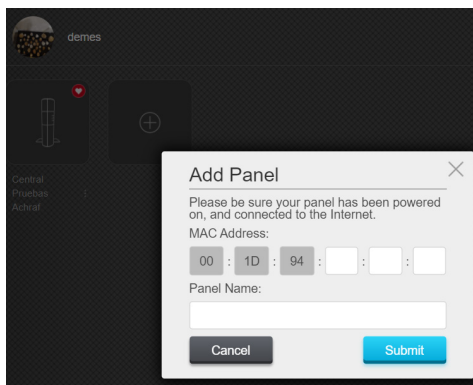 demes
Central
Pruebas
Achraf
Add Panel
Please be sure your panel has been powered
on, and connected to the Internet.
MAC Address:
00 : 1D : 94 : : :
Panel Name:
Cancel Submit